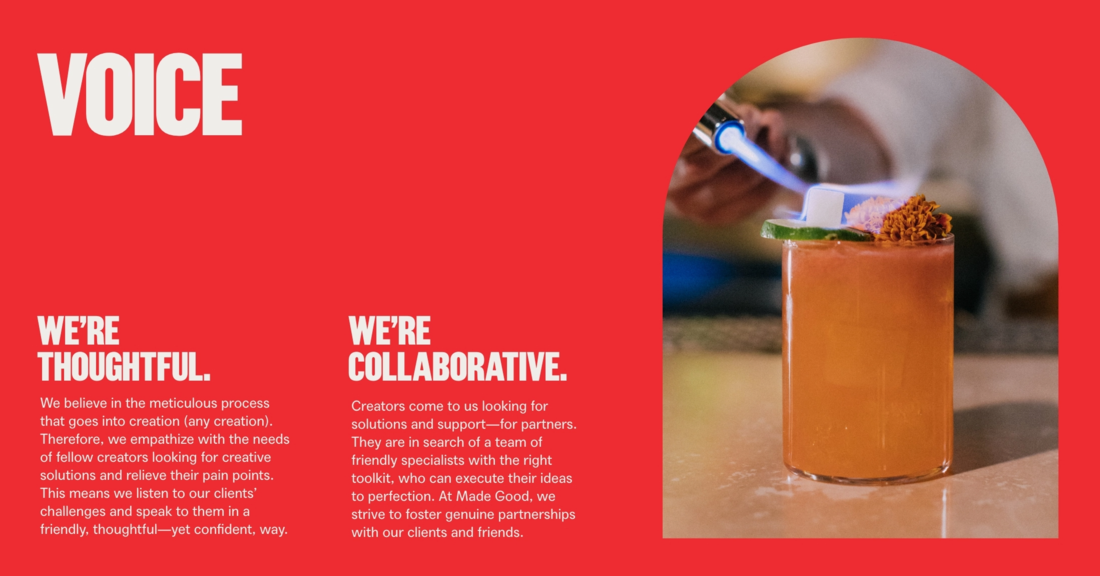 VOICE
WE'RE
THOUGHTFUL.
We believe in the meticulous process
that goes into creation (any creation).
Therefore, we empathize with the needs
of fellow creators looking for creative
solutions and relieve their pain points.
This means we listen to our clients'
challenges and speak to them in a
friendly, thoughtful—yet confident, way.
WE'RE
COLLABORATIVE.
Creators come to us looking for
solutions and support—for partners.
They are in search of a team of
friendly specialists with the right
toolkit, who can execute their ideas
to perfection. At Made Good, we
strive to foster genuine partnerships
with our clients and friends.